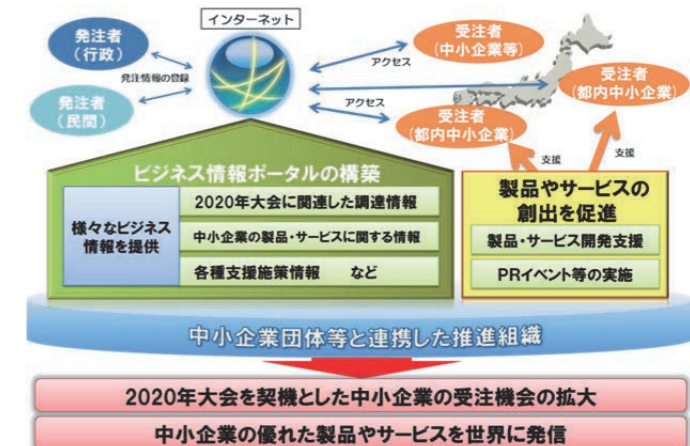 インターネット
発注者
（行政）
発注情報の登録
発注者
（民間）
アクセス
アクセス
受注者
（中小企業等）
受注者
（都内中小企業）
受注者
（都内中小企業）
支援
支援
ビジネス情報ポータルの構築
様々なビジネス
情報を提供
2020年大会に関連した調達情報
中小企業の製品・サービスに関する情報
各種支援施策情報　など
製品やサービスの
創出を促進
製品・サービス開発支援
PRイベント等の実施
中小企業団体等と連携した推進組織
2020年大会を契機とした中小企業の受注機会の拡大
中小企業の優れた製品やサービスを世界に発信